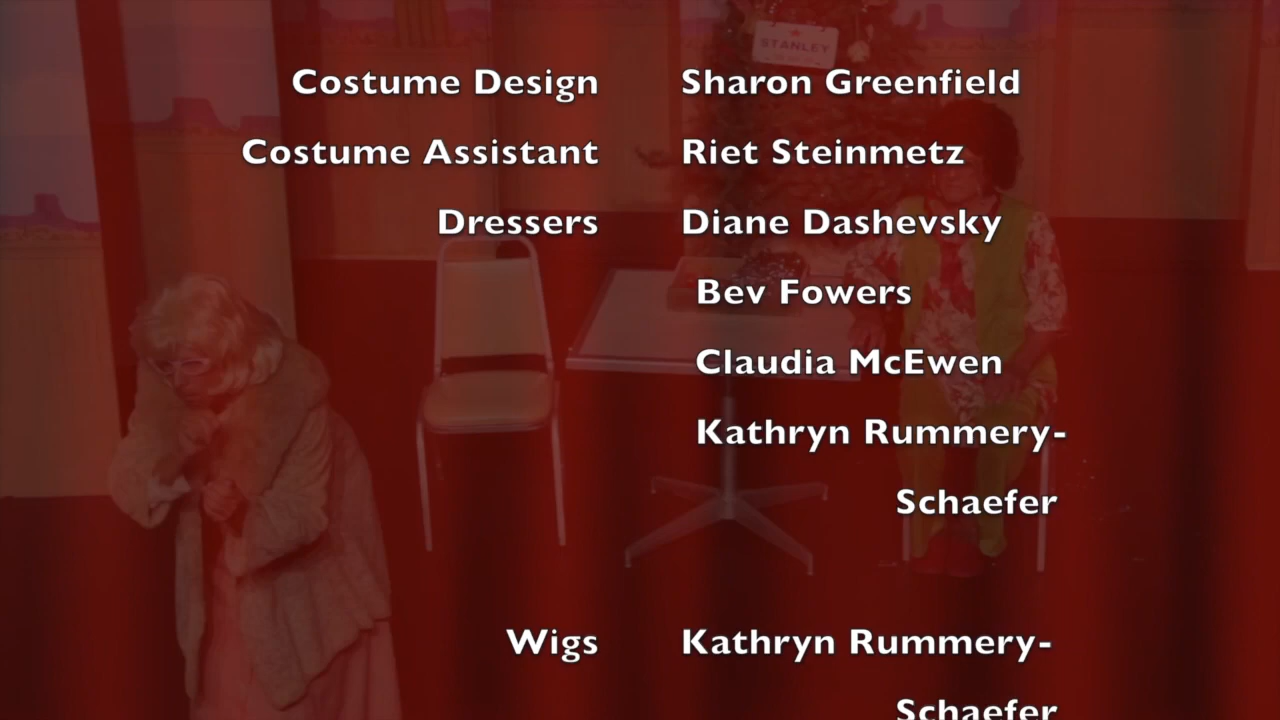 STANLEY
Costume Design Sharon Greenfield
Costume Assistant Riet Steinmetz
Dressers Diane Dashevsky
Bev Fowers
Claudia McEwen
Kathryn Rummery-
Schaefer
Wigs Kathryn Rummery-
Schaefer